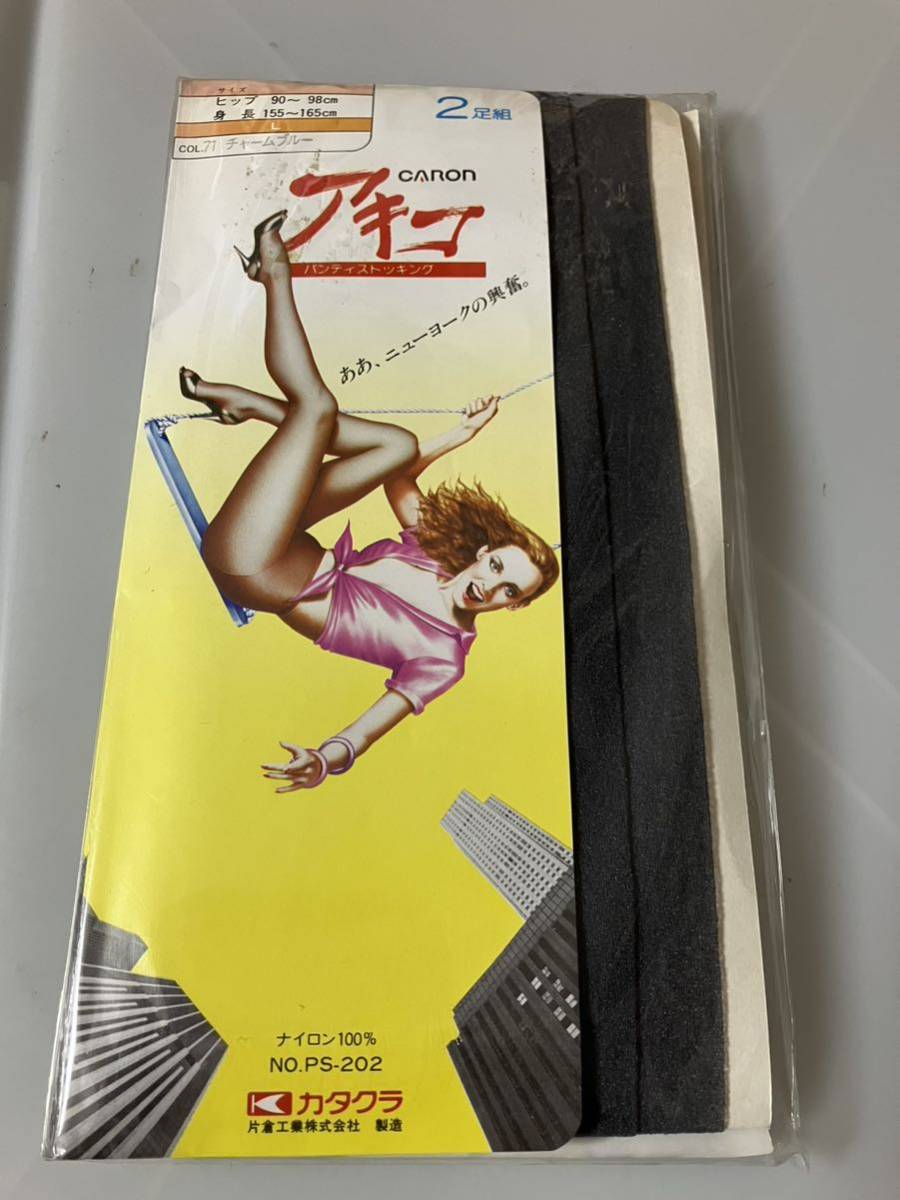 サイズ
ヒップ 90～98cm
身長 155～165cm
L
COL.71 チャームブルー
2足組
CARON
アキコ
パンティストッキング
ああ、ニューヨークの興奮。
ナイロン100%
NO.PS-202
カタクラ
片倉工業株式会社 製造